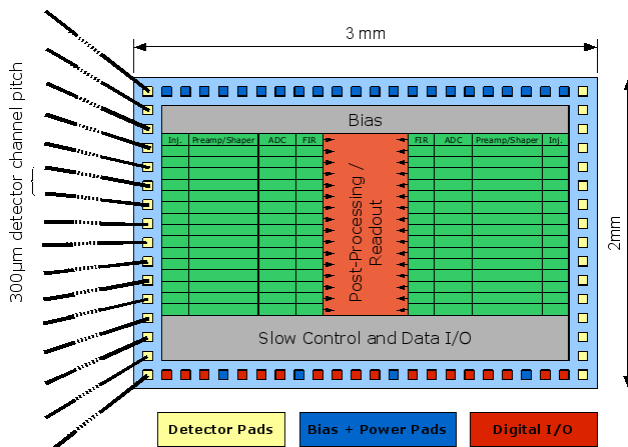 3 mm
300µm detector channel pitch
Bias
Inj. Preamp/Shaper ADC FIR
FIR ADC Preamp/Shaper Inj.
Post-Processing /
Readout
2mm
Slow Control and Data I/O
Detector Pads
Bias + Power Pads
Digital I/O